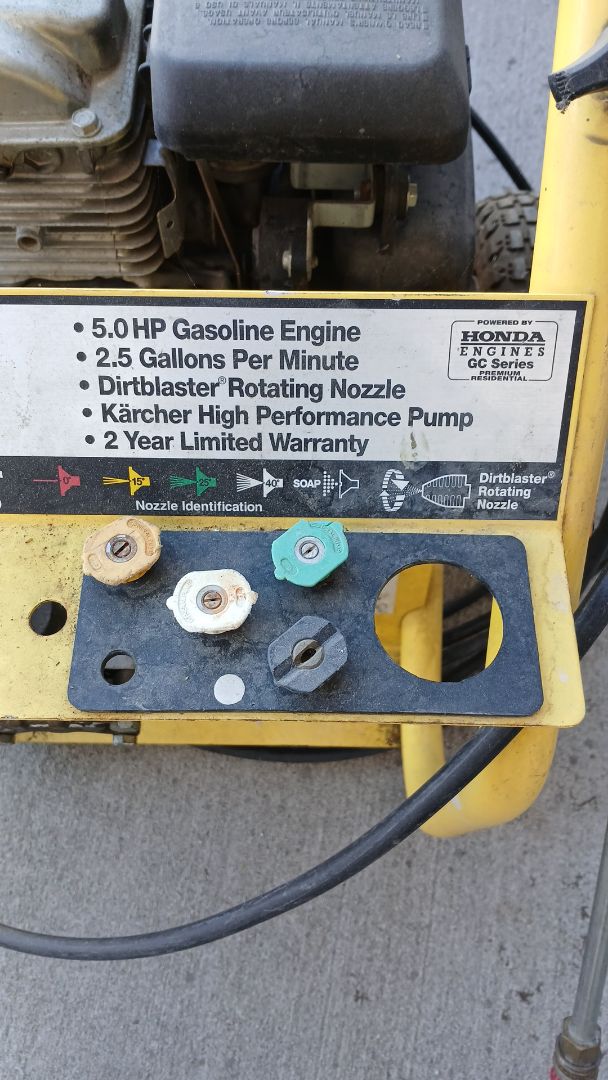 • 5.0 HP Gasoline Engine
• 2.5 Gallons Per Minute
• Dirtblaster® Rotating Nozzle
• Kärcher High Performance Pump
• 2 Year Limited Warranty
POWERED BY
HONDA
ENGINES
GC Series
PREMIUM
RESIDENTIAL
0° 15° 25° 40° SOAP
Nozzle Identification
Dirtblaster®
Rotating
Nozzle